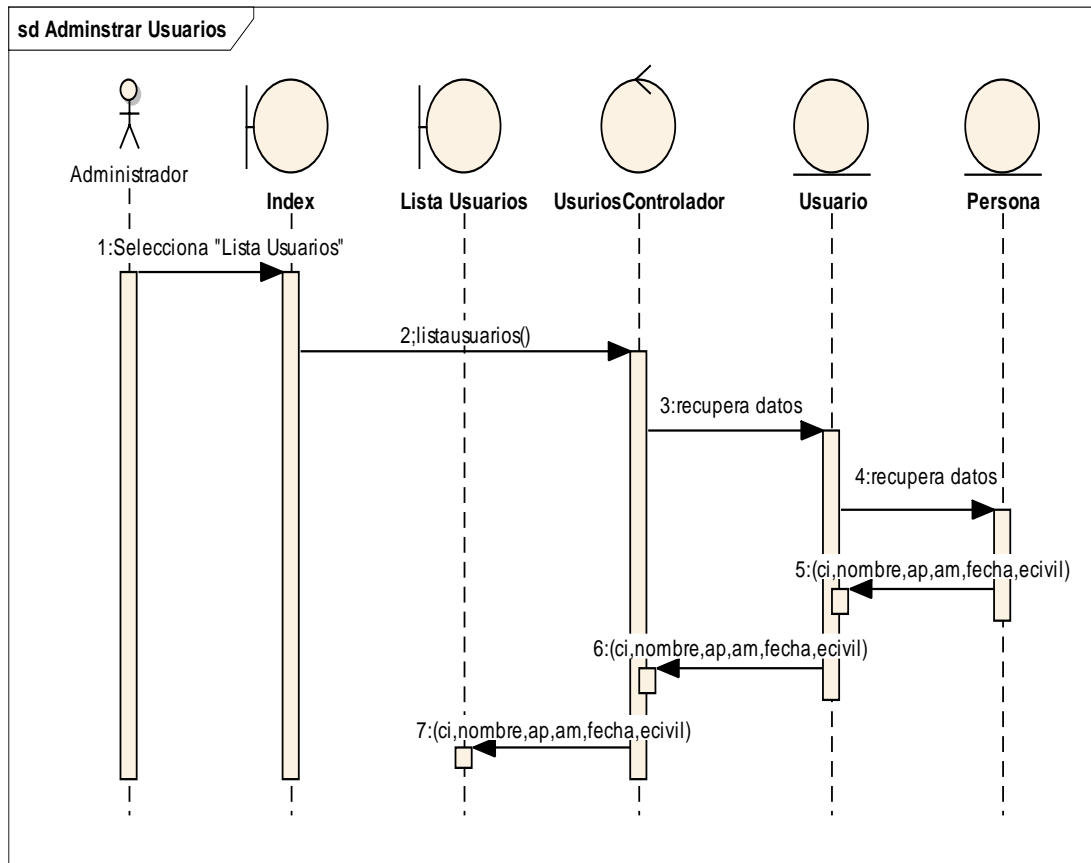 sd Adminstrar Usuarios
Administrador
Index
Lista Usuarios
UsuriosControlador
Usuario
Persona
1:Selecciona "Lista Usuarios"
2;listausuarios()
3:recupera datos
4:recupera datos
5:(ci,nombre,ap,am,fecha,ecivil)
6:(ci,nombre,ap,am,fecha,ecivil)
7:(ci,nombre,ap,am,fecha,ecivil)